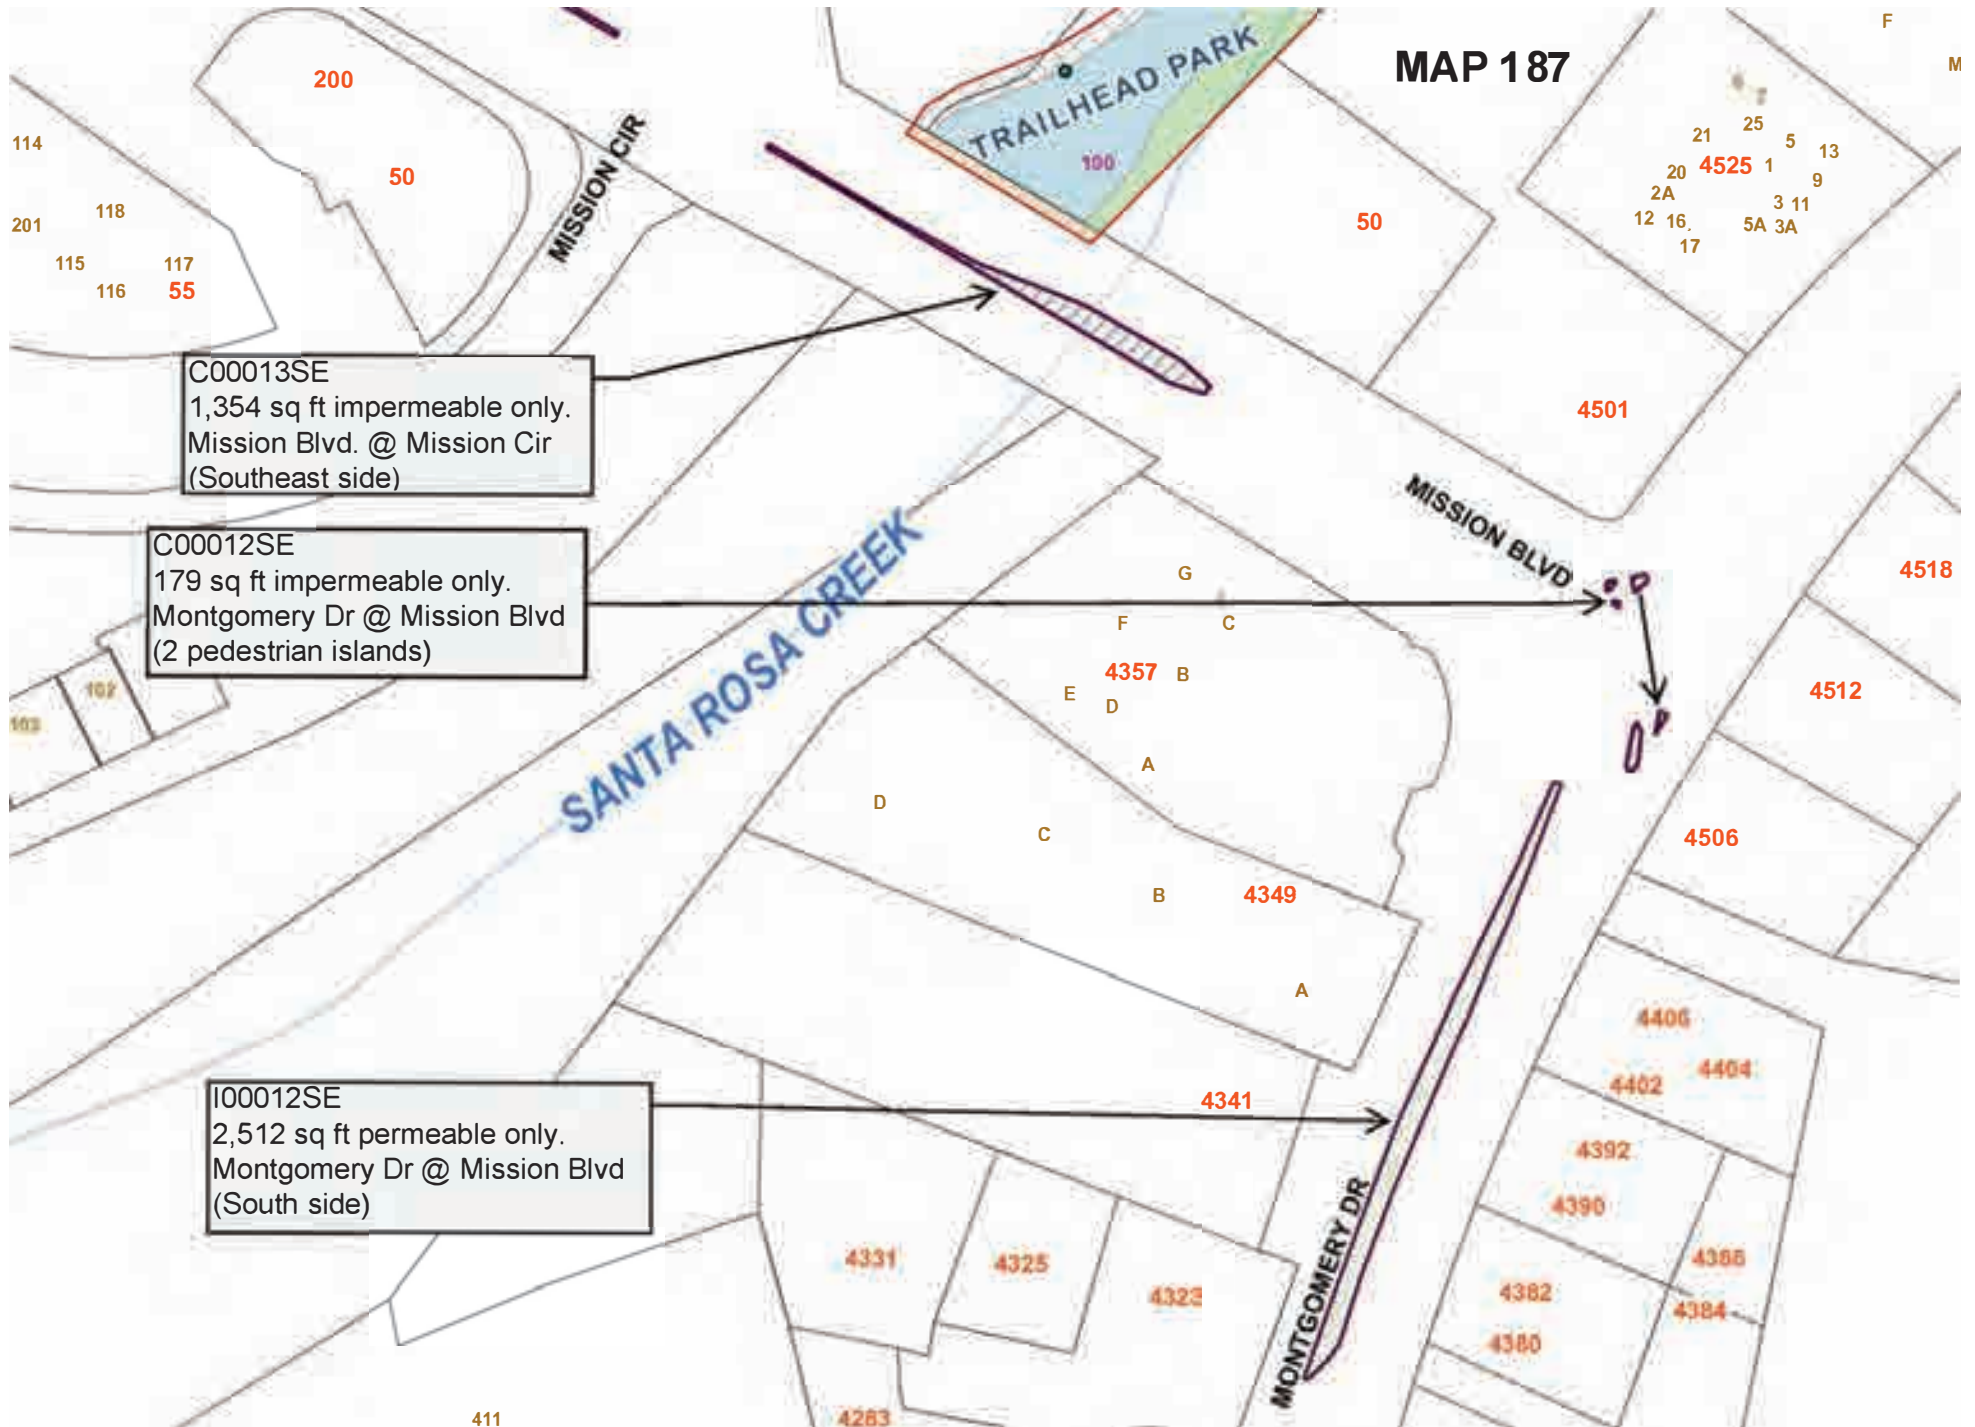 MAP 187
F
M
TRAILHEAD PARK
100
200
50
MISSION CIR
114
118
201
115
117
116
55
50
25
21
5
13
4525
1
20
9
2A
3
11
12
16
5A
3A
17
4501
C00013SE
1,354 sq ft impermeable only.
Mission Blvd. @ Mission Cir
(Southeast side)
MISSION BLVD
C00012SE
179 sq ft impermeable only.
Montgomery Dr @ Mission Blvd
(2 pedestrian islands)
SANTA ROSA CREEK
G
F
C
4357
B
E
D
A
4518
4512
4506
102
103
D
C
B
4349
A
I00012SE
2,512 sq ft permeable only.
Montgomery Dr @ Mission Blvd
(South side)
4341
MONTGOMERY DR
4406
4404
4402
4392
4390
4382
4384
4380
4331
4325
4323
411
4283